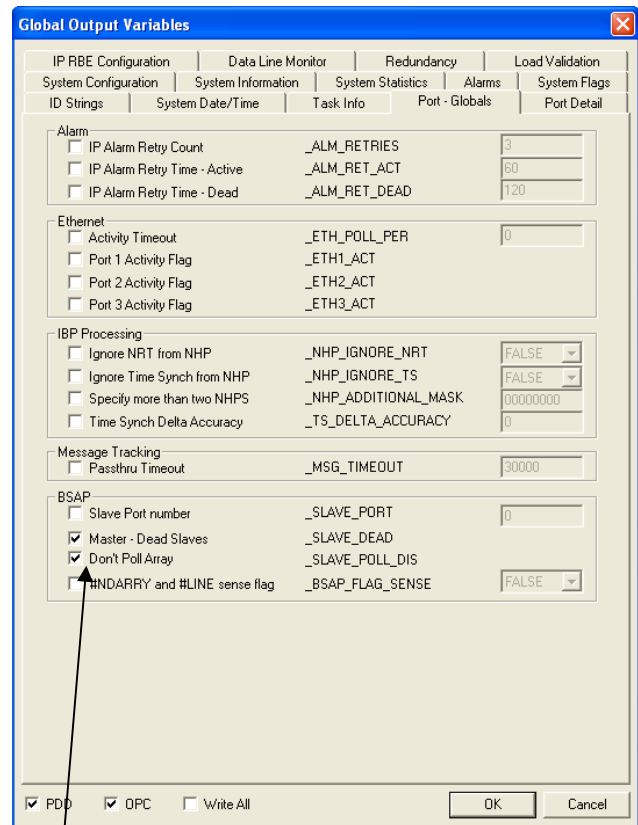 Global Output Variables
IP RBE Configuration Data Line Monitor Redundancy Load Validation
System Configuration System Information System Statistics Alarms System Flags
ID Strings System Date/Time Task Info Port - Globals Port Detail
Alarm
IP Alarm Retry Count _ALM_RETRIES 3
IP Alarm Retry Time - Active _ALM_RET_ACT 60
IP Alarm Retry Time - Dead _ALM_RET_DEAD 120
Ethernet
Activity Timeout _ETH_POLL_PER 0
Port 1 Activity Flag _ETH1_ACT
Port 2 Activity Flag _ETH2_ACT
Port 3 Activity Flag _ETH3_ACT
IBP Processing
Ignore NRT from NHP _NHP_IGNORE_NRT FALSE
Ignore Time Synch from NHP _NHP_IGNORE_TS FALSE
Specify more than two NHPS _NHP_ADDITIONAL_MASK 00000000
Time Synch Delta Accuracy _TS_DELTA_ACCURACY 0
Message Tracking
Passthru Timeout _MSG_TIMEOUT 30000
BSAP
Slave Port number _SLAVE_PORT 0
Master - Dead Slaves _SLAVE_DEAD
Don't Poll Array _SLAVE_POLL_DIS
#NDARRY and #LINE sense flag _BSAP_FLAG_SENSE FALSE
PDD OPC Write All OK Cancel